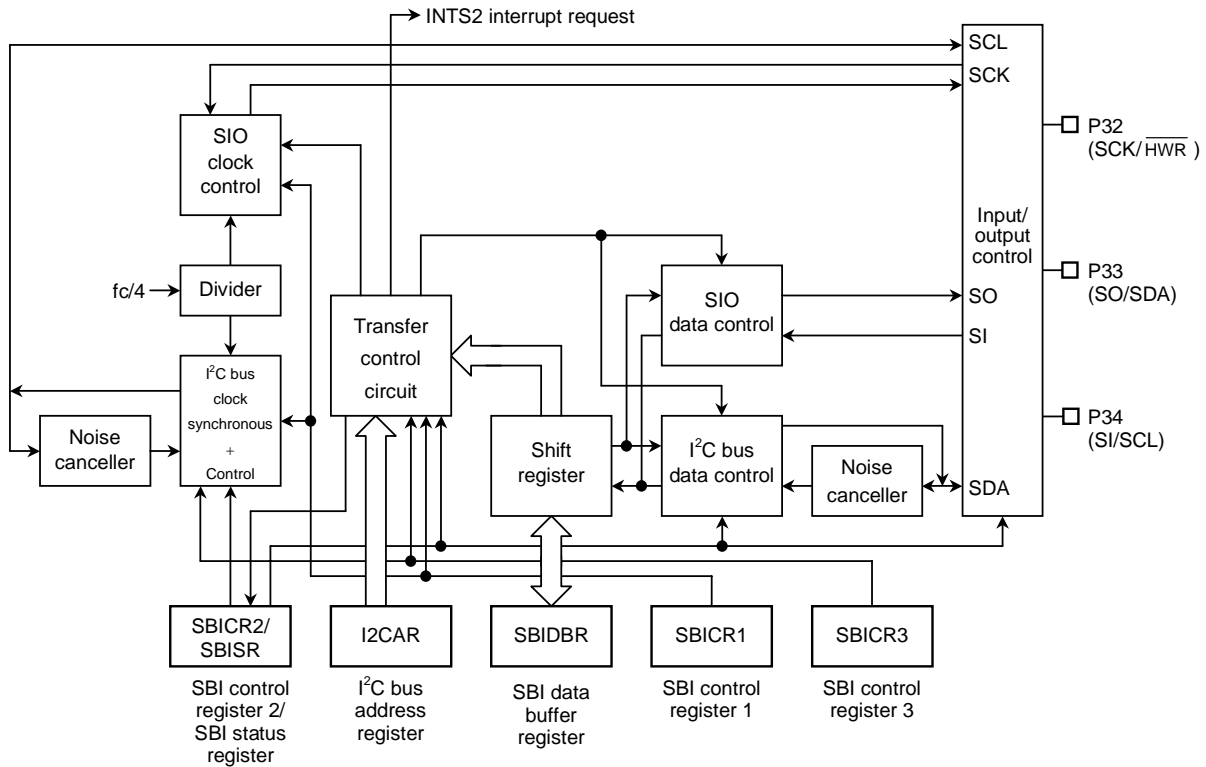 INTS2 interrupt request
SCL
SCK
SIO
clock
control
P32
(SCK/HWR )
Input/
output
control
fc/4
Divider
SIO
data control
SO
SI
P33
(SO/SDA)
Transfer
control
circuit
I²C bus
clock
synchronous
+
Control
Noise
canceller
Shift
register
I²C bus
data control
Noise
canceller
SDA
P34
(SI/SCL)
SBICR2/
SBISR
I2CAR
SBIDBR
SBICR1
SBICR3
SBI control
register 2/
SBI status
register
I²C bus
address
register
SBI data
buffer
register
SBI control
register 1
SBI control
register 3